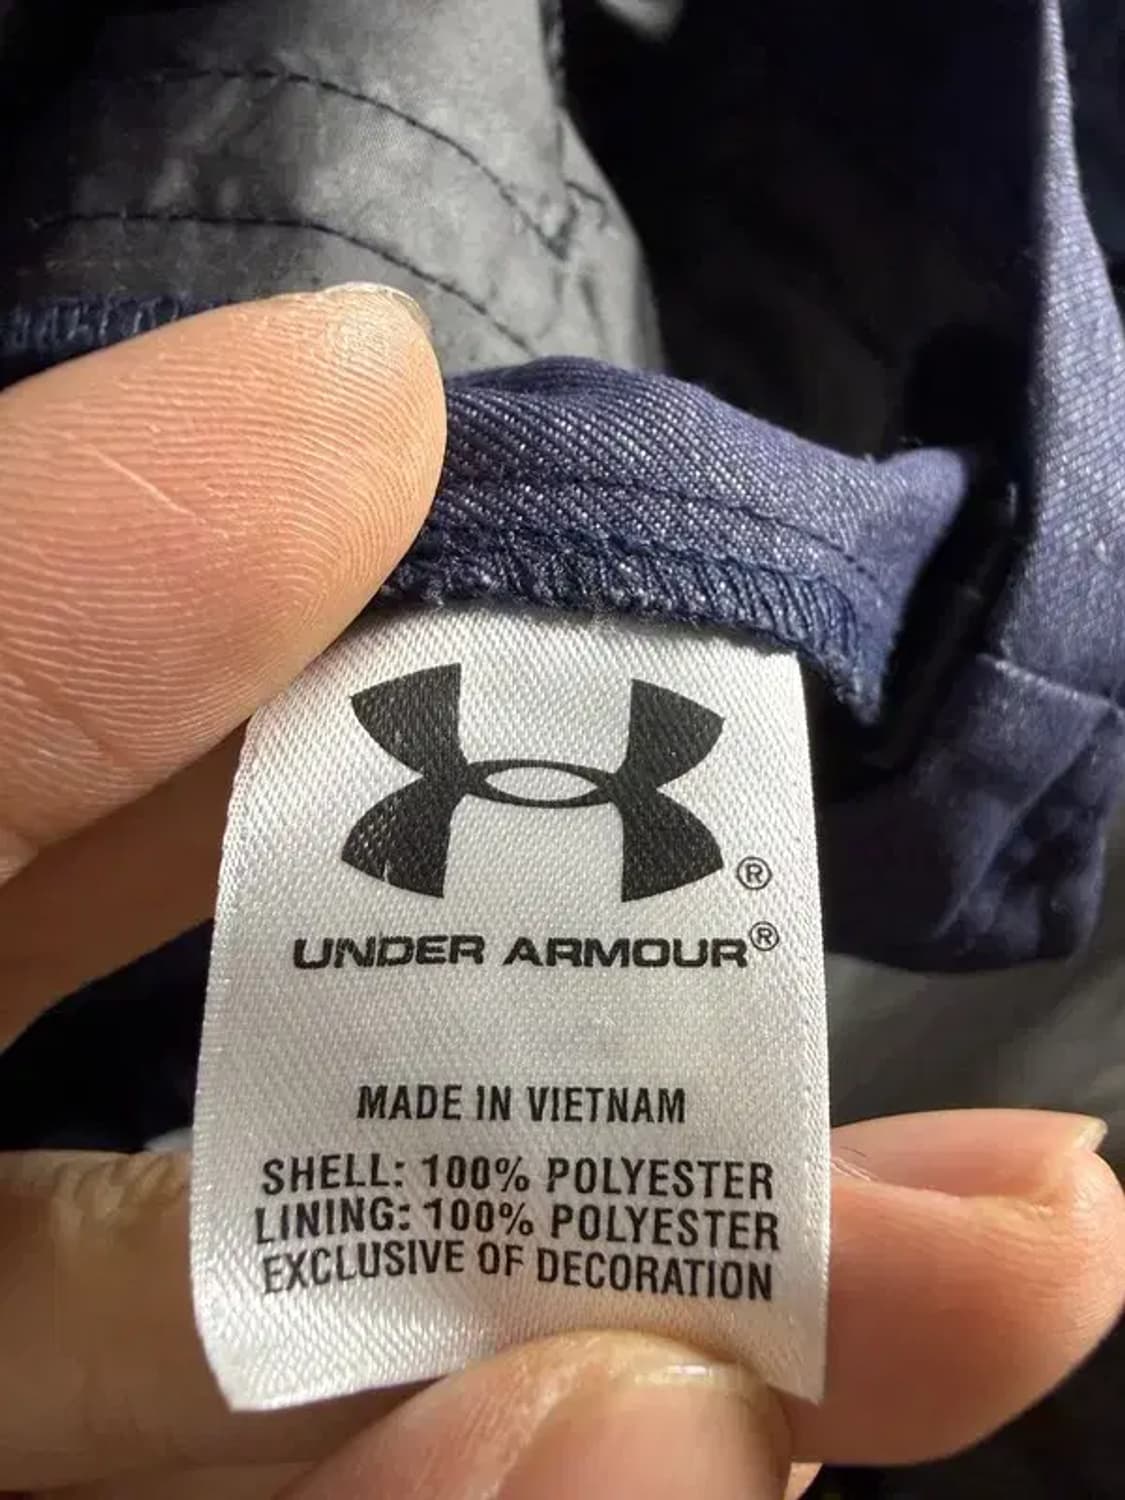 ®
UNDER ARMOUR®
MADE IN VIETNAM
SHELL: 100% POLYESTER
LINING: 100% POLYESTER
EXCLUSIVE OF DECORATION